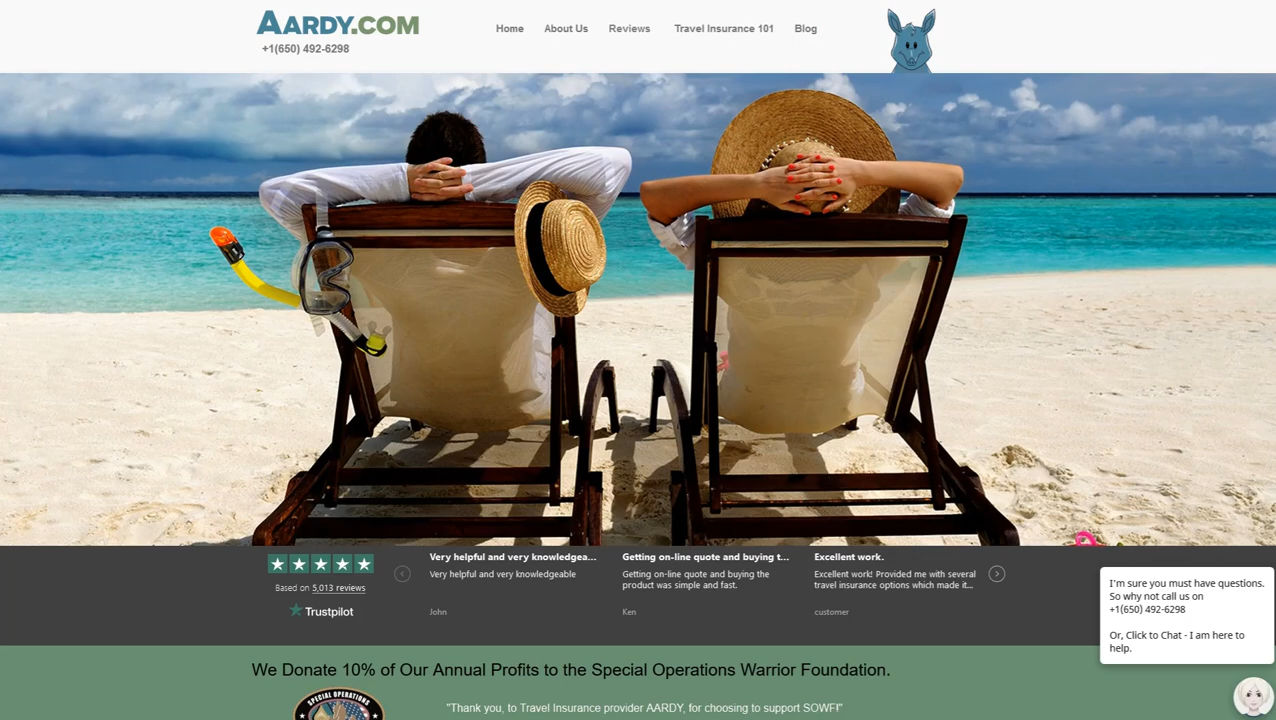 AARDY.COM
+1(650) 492-6298
Home About Us Reviews Travel Insurance 101 Blog
Very helpful and very knowledgea...
Very helpful and very knowledgeable
John
Getting on-line quote and buying t...
Getting on-line quote and buying the
product was simple and fast.
Ken
Excellent work.
Excellent work! Provided me with several
travel insurance options which made it...
customer
Based on 5,013 reviews
Trustpilot
I'm sure you must have questions.
So why not call us on
+1(650) 492-6298
Or, Click to Chat - I am here to
help.
We Donate 10% of Our Annual Profits to the Special Operations Warrior Foundation.
SPECIAL OPERATIONS
"Thank you, to Travel Insurance provider AARDY, for choosing to support SOWF!"